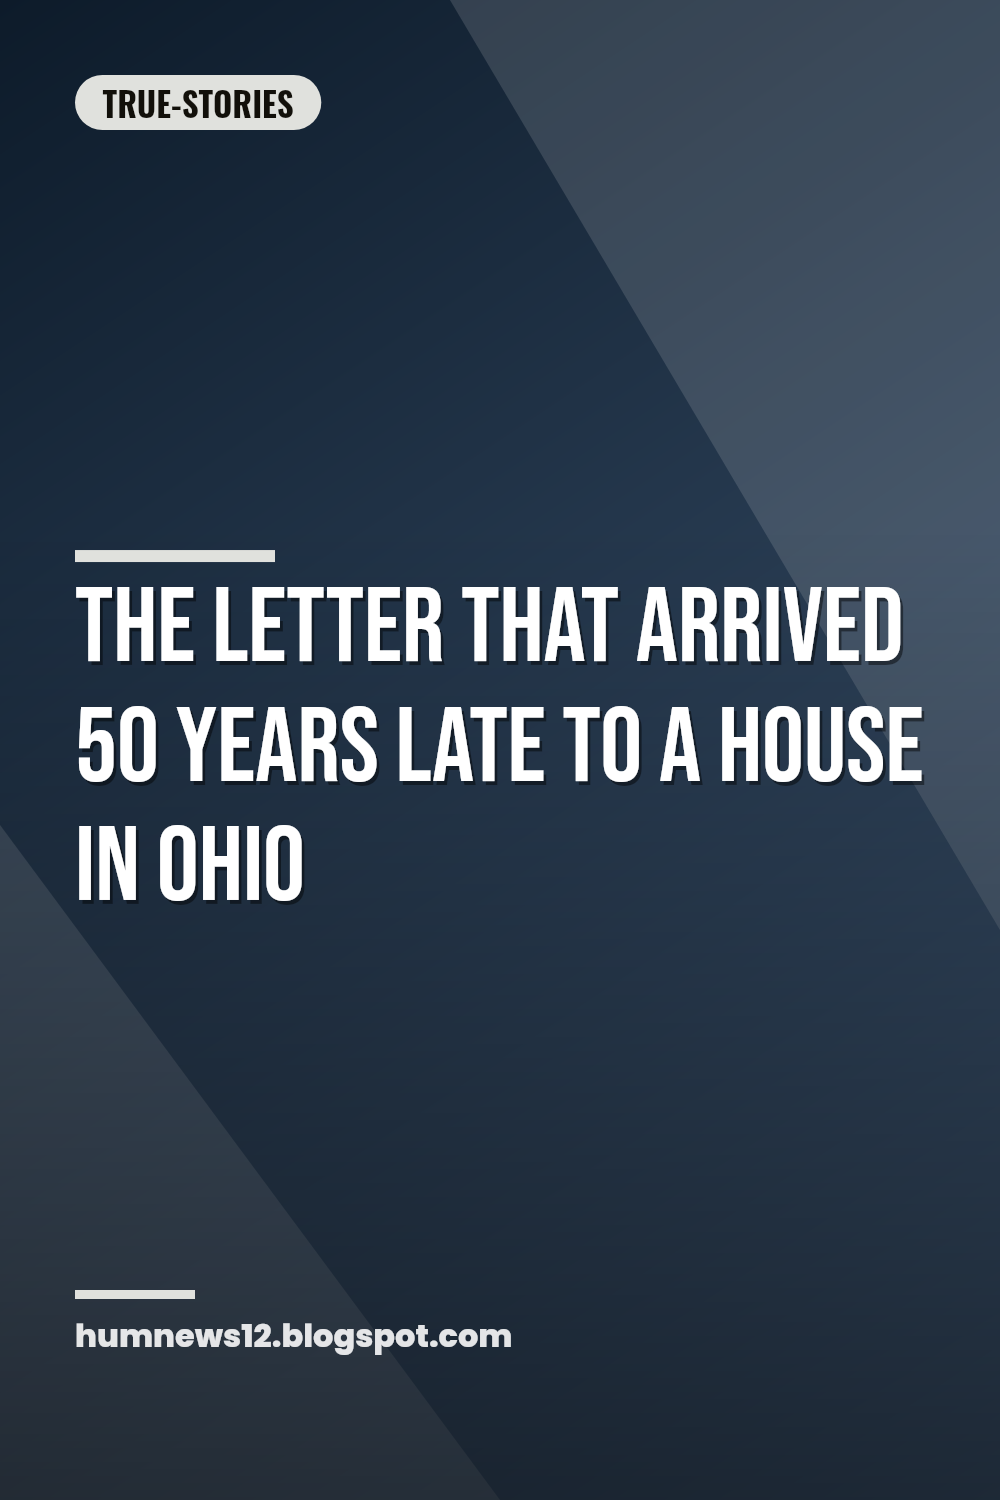 TRUE-STORIES
THE LETTER THAT ARRIVED
50 YEARS LATE TO A HOUSE
IN OHIO
humnews12.blogspot.com